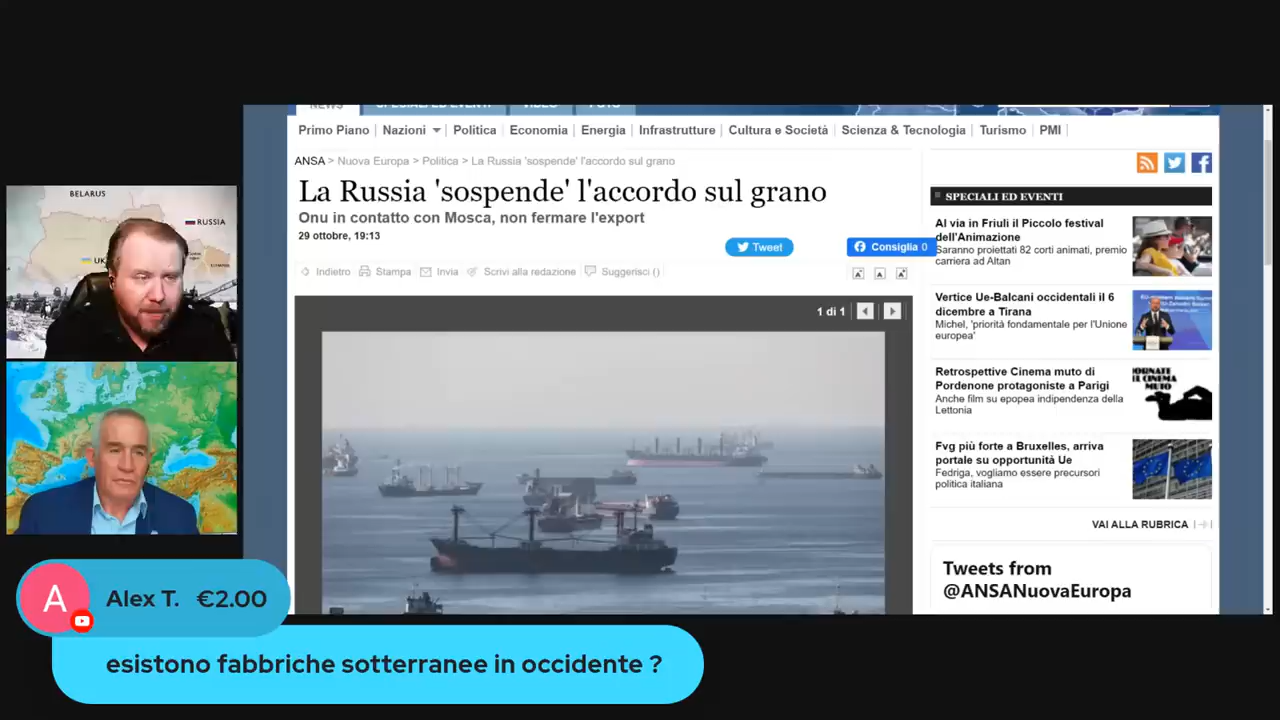 NEWS
SPECIALI ED EVENTI
VIDEO
FOTO
Primo Piano
Nazioni
Politica
Economia
Energia
Infrastrutture
Cultura e Società
Scienza & Tecnologia
Turismo
PMI
ANSA > Nuova Europa > Politica > La Russia 'sospende' l'accordo sul grano
La Russia 'sospende' l'accordo sul grano
Onu in contatto con Mosca, non fermare l'export
29 ottobre, 19:13
Tweet
Consiglia 0
Indietro
Stampa
Invia
Scrivi alla redazione
Suggerisci ()
1 di 1
SPECIALI ED EVENTI
Al via in Friuli il Piccolo festival
dell'Animazione
Saranno proiettati 82 corti animati, premio
carriera ad Altan
Vertice Ue-Balcani occidentali il 6
dicembre a Tirana
Michel, 'priorità fondamentale per l'Unione
europea'
Retrospettive Cinema muto di
Pordenone protagoniste a Parigi
Anche film su epopea indipendenza della
Lettonia
Fvg più forte a Bruxelles, arriva
portale su opportunità Ue
Fedriga, vogliamo essere precursori
politica italiana
VAI ALLA RUBRICA
Tweets from
@ANSANuovaEuropa
BELARUS
RUSSIA
UK
A
Alex T. €2.00
esistono fabbriche sotterranee in occidente ?